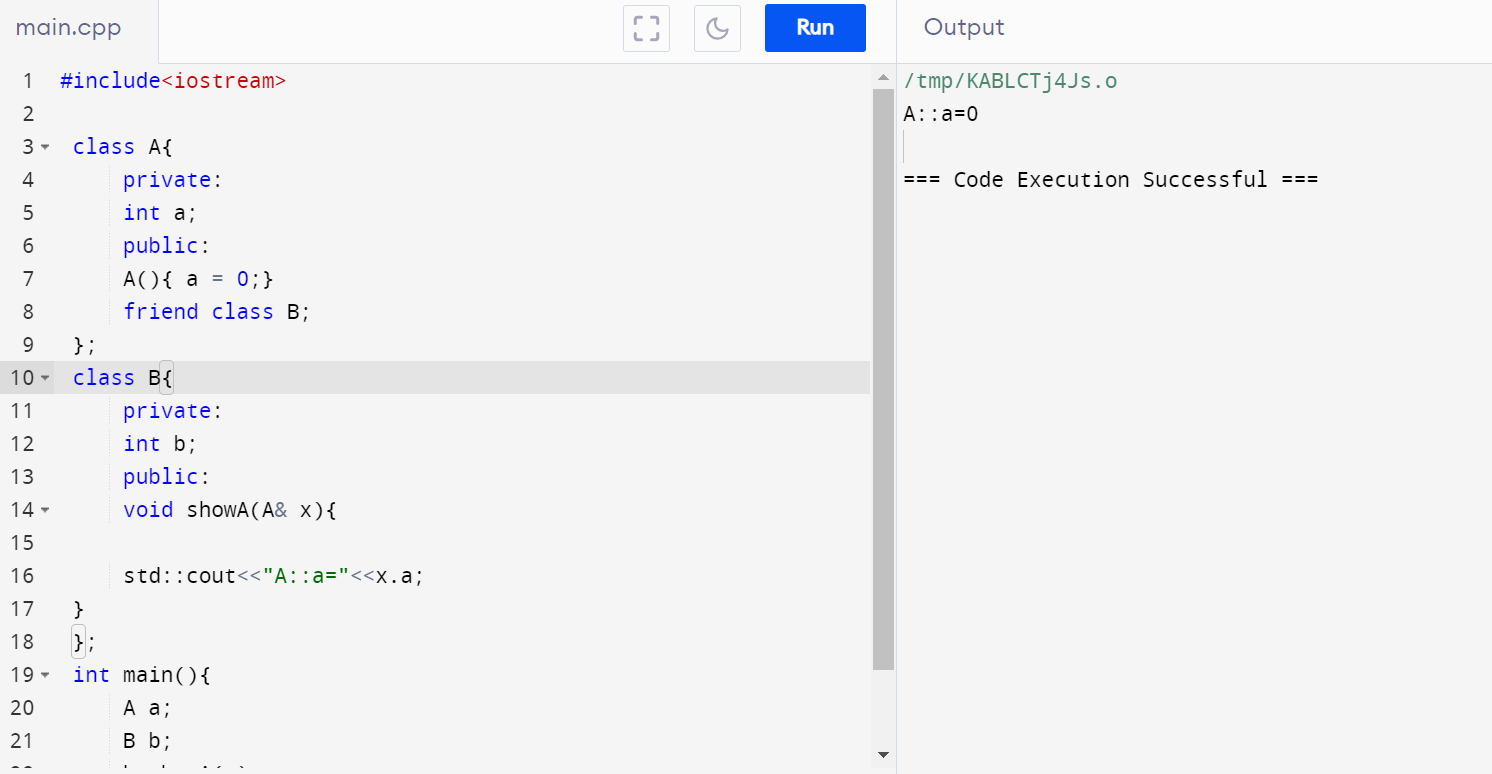 main.cpp
Run
Output
1 #include<iostream>
2
3 class A{
4 private:
5 int a;
6 public:
7 A(){ a = 0;}
8 friend class B;
9 };
10 class B{
11 private:
12 int b;
13 public:
14 void showA(A& x){
15
16 std::cout<<"A::a="<<x.a;
17 }
18 };
19 int main(){
20 A a;
21 B b;
/tmp/KABLCTj4Js.o
A::a=0
=== Code Execution Successful ===